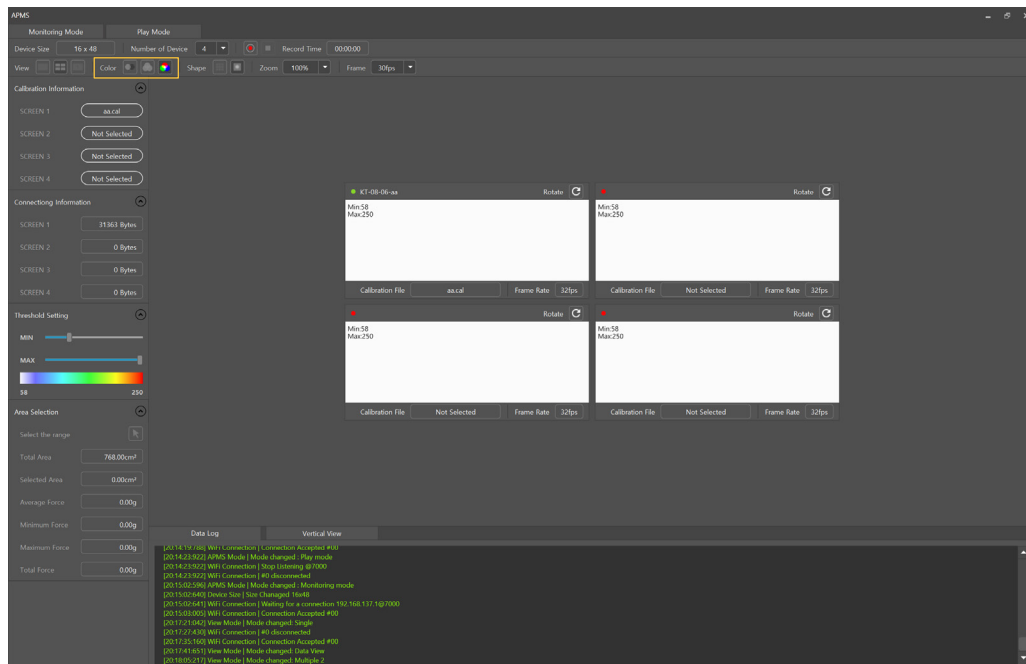 APMS
Monitoring Mode Play Mode
Device Size 16 x 48 Number of Device 4 Record Time 00:00:00
View Color Shape Zoom 100% Frame 30fps
Calibration Information
SCREEN 1 aa.cal
SCREEN 2 Not Selected
SCREEN 3 Not Selected
SCREEN 4 Not Selected
Connectiong Information
SCREEN 1 31363 Bytes
SCREEN 2 0 Bytes
SCREEN 3 0 Bytes
SCREEN 4 0 Bytes
Threshold Setting
MIN
MAX
58 250
Area Selection
Select the range
Total Area 768.00cm²
Selected Area 0.00cm²
Average Force 0.00g
Minimum Force 0.00g
Maximum Force 0.00g
Total Force 0.00g
KT-08-06-aa Rotate
Min:58
Max:250
Calibration File aa.cal Frame Rate 32fps
Rotate
Min:58
Max:250
Calibration File Not Selected Frame Rate 32fps
Rotate
Min:58
Max:250
Calibration File Not Selected Frame Rate 32fps
Rotate
Min:58
Max:250
Calibration File Not Selected Frame Rate 32fps
Data Log Vertical View
[20:14:19:788] WiFi Connection | Connection Accepted #00
[20:14:23:922] APMS Mode | Mode changed : Play mode
[20:14:23:922] WiFi Connection | Stop Listening @7000
[20:14:23:922] WiFi Connection | #0 disconnected
[20:15:02:596] APMS Mode | Mode changed : Monitoring mode
[20:15:02:640] Device Size | Size Chanaged 16x48
[20:15:02:641] WiFi Connection | Waiting for a connection 192.168.137.1@7000
[20:15:03:005] WiFi Connection | Connection Accepted #00
[20:17:21:042] View Mode | Mode changed: Single
[20:17:27:430] WiFi Connection | #0 disconnected
[20:17:35:160] WiFi Connection | Connection Accepted #00
[20:17:41:651] View Mode | Mode changed: Data View
[20:18:05:217] View Mode | Mode changed: Multiple 2